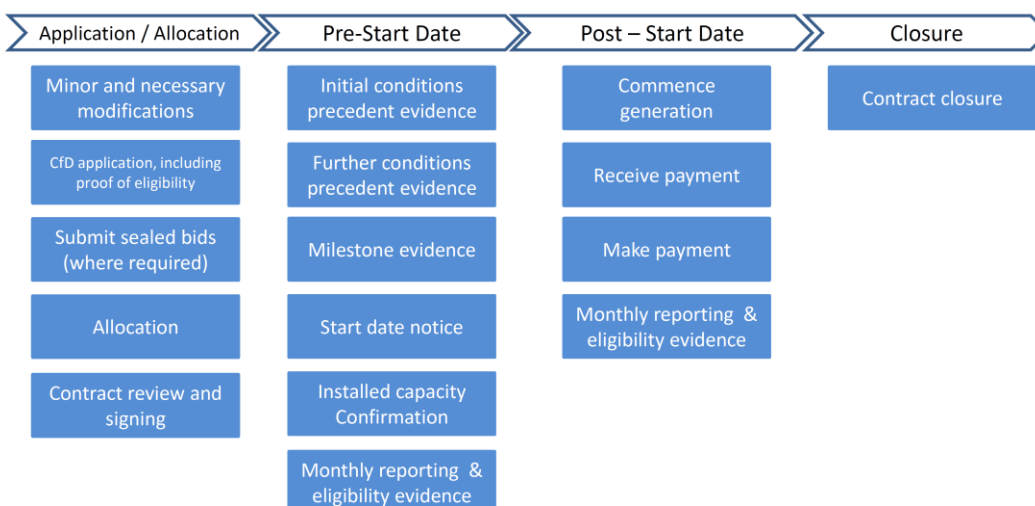 Application / Allocation
Pre-Start Date
Post – Start Date
Closure
Minor and necessary
modifications
CfD application, including
proof of eligibility
Submit sealed bids
(where required)
Allocation
Contract review and
signing
Initial conditions
precedent evidence
Further conditions
precedent evidence
Milestone evidence
Start date notice
Installed capacity
Confirmation
Monthly reporting &
eligibility evidence
Commence
generation
Receive payment
Make payment
Monthly reporting &
eligibility evidence
Contract closure